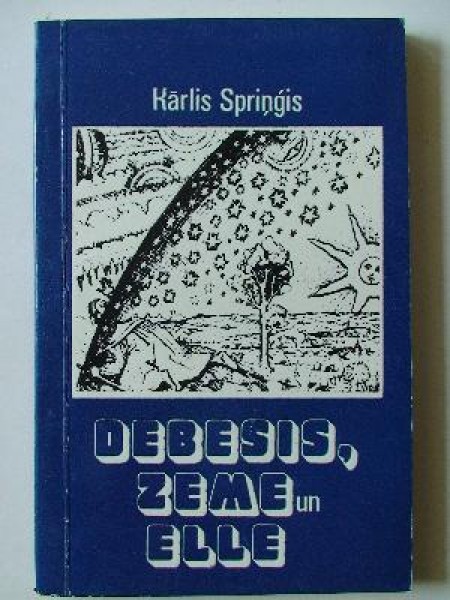 Kārlis Spriņģis
DEBESIS,
ZEME un
ELLE